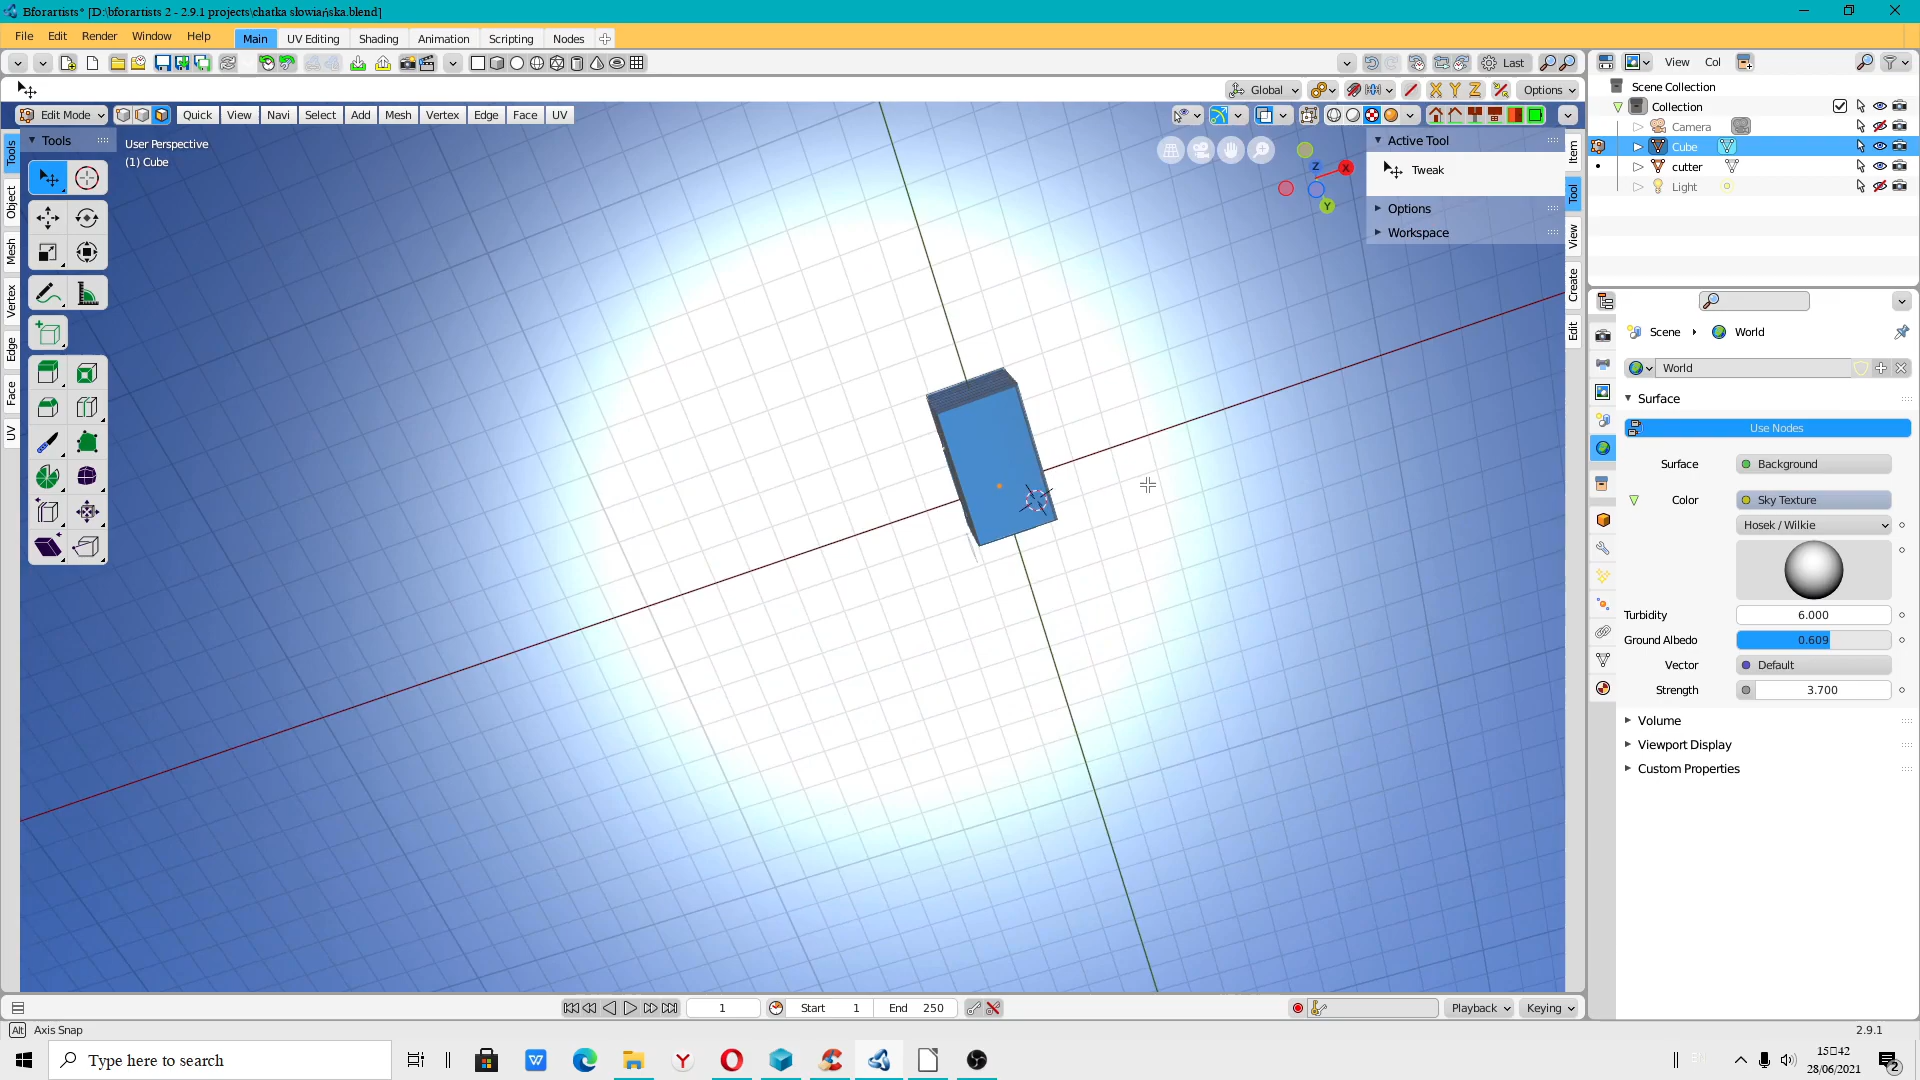 Bforartists* [D:\bforartists 2 - 2.9.1 projects\chatka słowiańska.blend]
File Edit Render Window Help Main UV Editing Shading Animation Scripting Nodes
Last
View Col
Global Options
Scene Collection
Edit Mode Quick View Navi Select Add Mesh Vertex Edge Face UV
Collection
Camera
Tools
User Perspective
Active Tool
Cube
(1) Cube
Tweak
cutter
Light
Options
Workspace
Z
X
Y
Tools
Object
Mesh
Vertex
Edge
Face
UV
Item
Tool
View
Create
Edit
Scene World
World
Surface
Use Nodes
Surface Background
Color Sky Texture
Hosek / Wilkie
Turbidity 6.000
Ground Albedo 0.609
Vector Default
Strength 3.700
Volume
Viewport Display
Custom Properties
1 Start 1 End 250 Playback Keying
Alt Axis Snap 2.9.1
Type here to search
15:42
28/06/2021
2